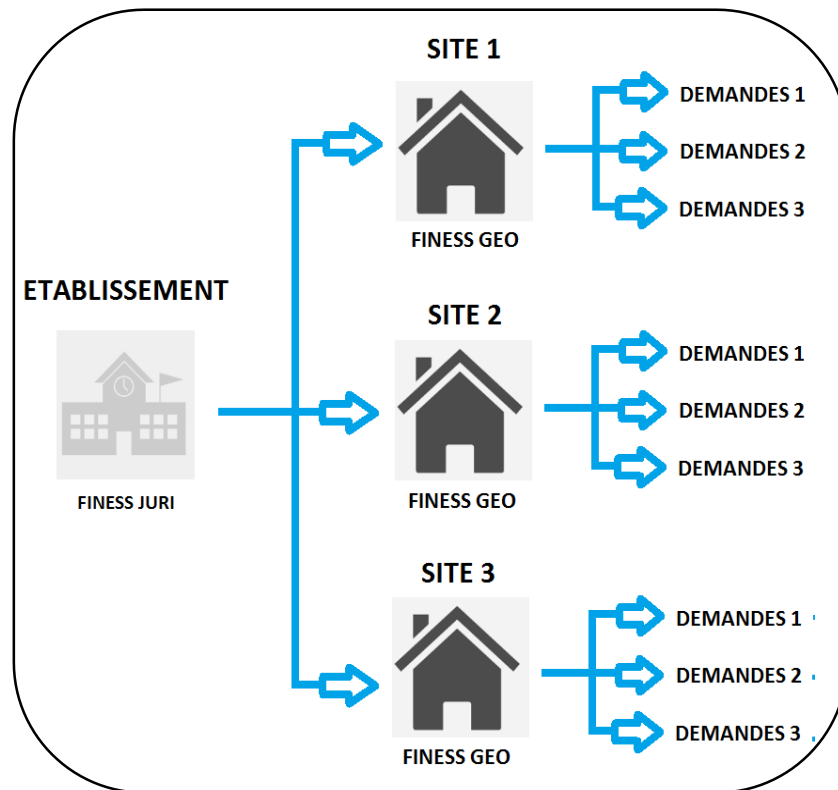 ETABLISSEMENT
FINESS JURI
SITE 1
FINESS GEO
DEMANDES 1
DEMANDES 2
DEMANDES 3
SITE 2
FINESS GEO
DEMANDES 1
DEMANDES 2
DEMANDES 3
SITE 3
FINESS GEO
DEMANDES 1
DEMANDES 2
DEMANDES 3